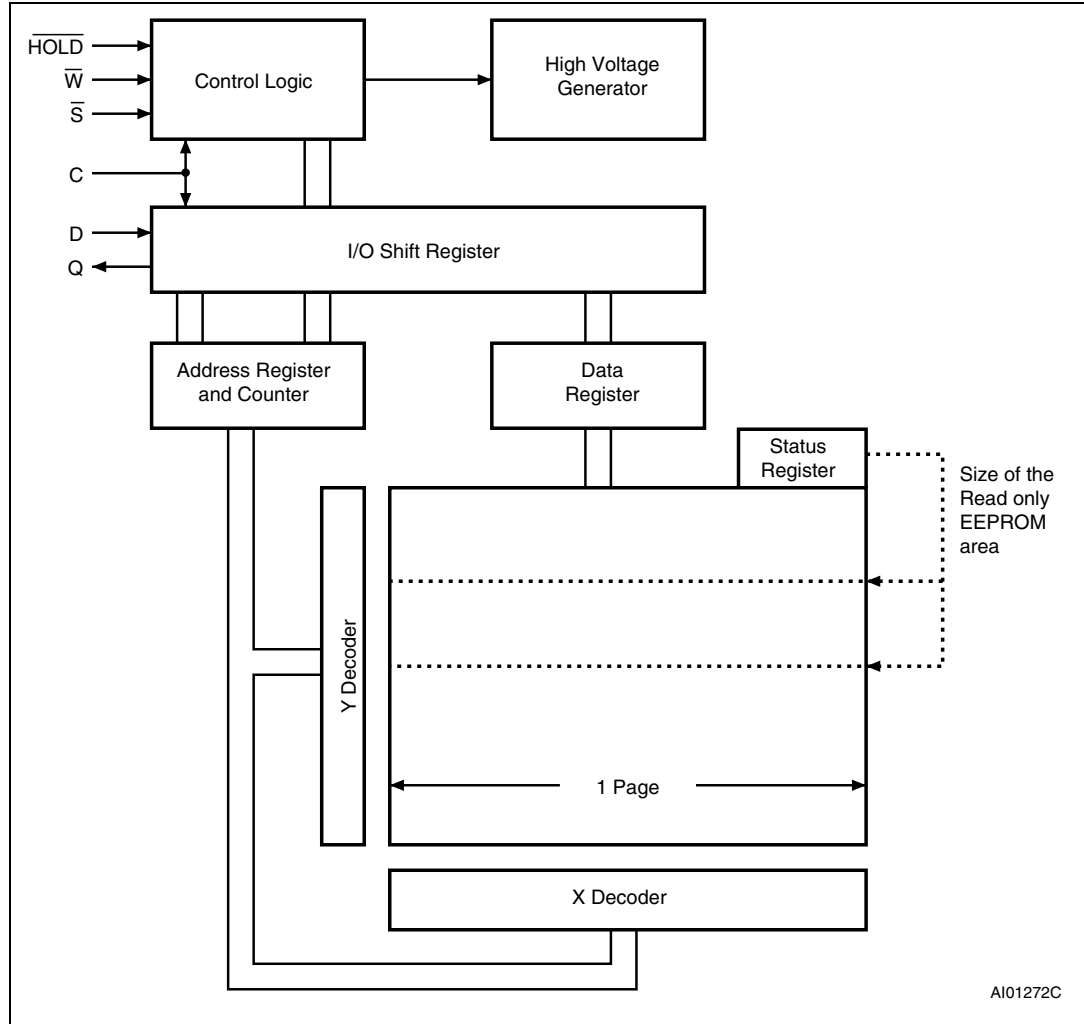 H̅O̅L̅D̅
W̅
S̅
C
D
Q
Control Logic
High Voltage
Generator
I/O Shift Register
Address Register
and Counter
Data
Register
Status
Register
Size of the
Read only
EEPROM
area
Y Decoder
1 Page
X Decoder
AI01272C